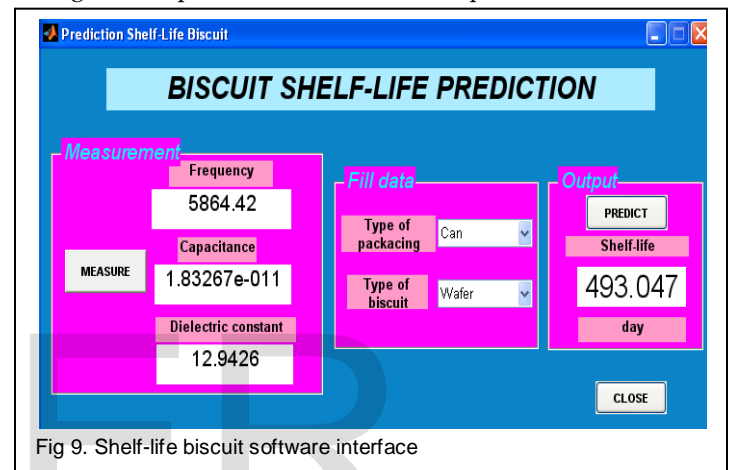 Prediction Shelf-Life Biscuit
BISCUIT SHELF-LIFE PREDICTION
Measurement
Frequency
5864.42
MEASURE
Capacitance
1.83267e-011
Dielectric constant
12.9426
Fill data
Type of
packacing
Can
Type of
biscuit
Wafer
Output
PREDICT
Shelf-life
493.047
day
CLOSE
Fig 9. Shelf-life biscuit software interface